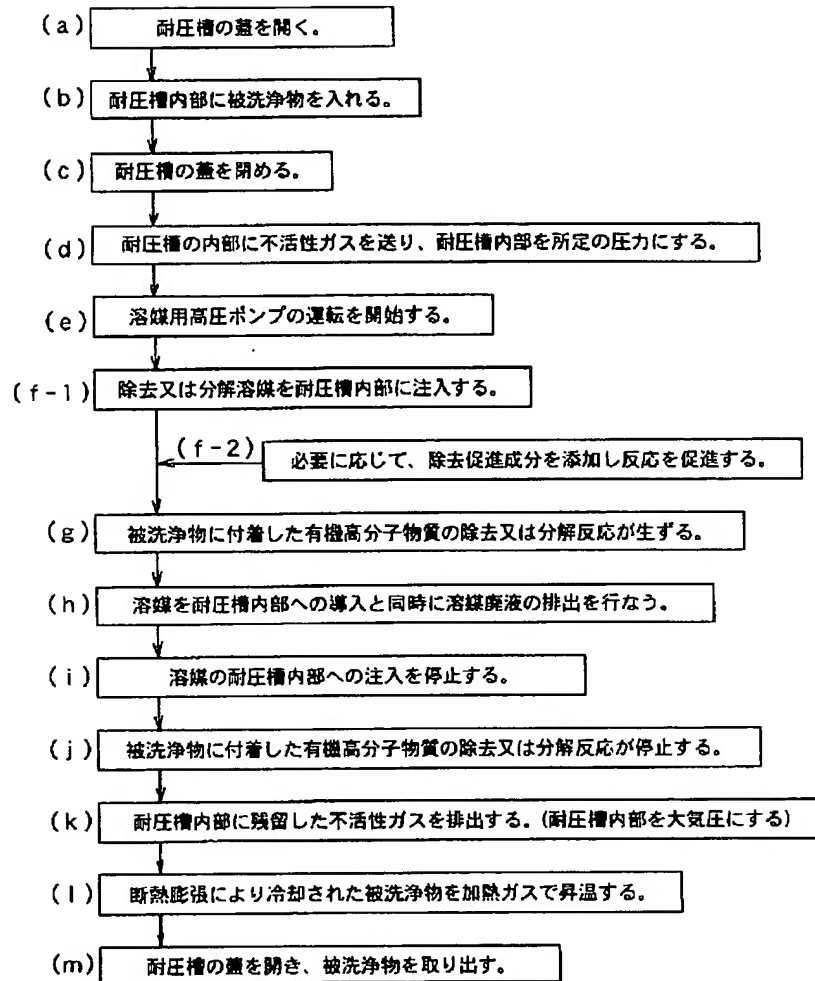 (a) 耐圧槽の蓋を開く。
(b) 耐圧槽内部に被洗浄物を入れる。
(c) 耐圧槽の蓋を閉める。
(d) 耐圧槽の内部に不活性ガスを送り、耐圧槽内部を所定の圧力にする。
(e) 溶媒用高圧ポンプの運転を開始する。
(f-1) 除去又は分解溶媒を耐圧槽内部に注入する。
(f-2) 必要に応じて、除去促進成分を添加し反応を促進する。
(g) 被洗浄物に付着した有機高分子物質の除去又は分解反応が生ずる。
(h) 溶媒を耐圧槽内部への導入と同時に溶媒廃液の排出を行なう。
(i) 溶媒の耐圧槽内部への注入を停止する。
(j) 被洗浄物に付着した有機高分子物質の除去又は分解反応が停止する。
(k) 耐圧槽内部に残留した不活性ガスを排出する。(耐圧槽内部を大気圧にする)
(l) 断熱膨張により冷却された被洗浄物を加熱ガスで昇温する。
(m) 耐圧槽の蓋を開き、被洗浄物を取り出す。